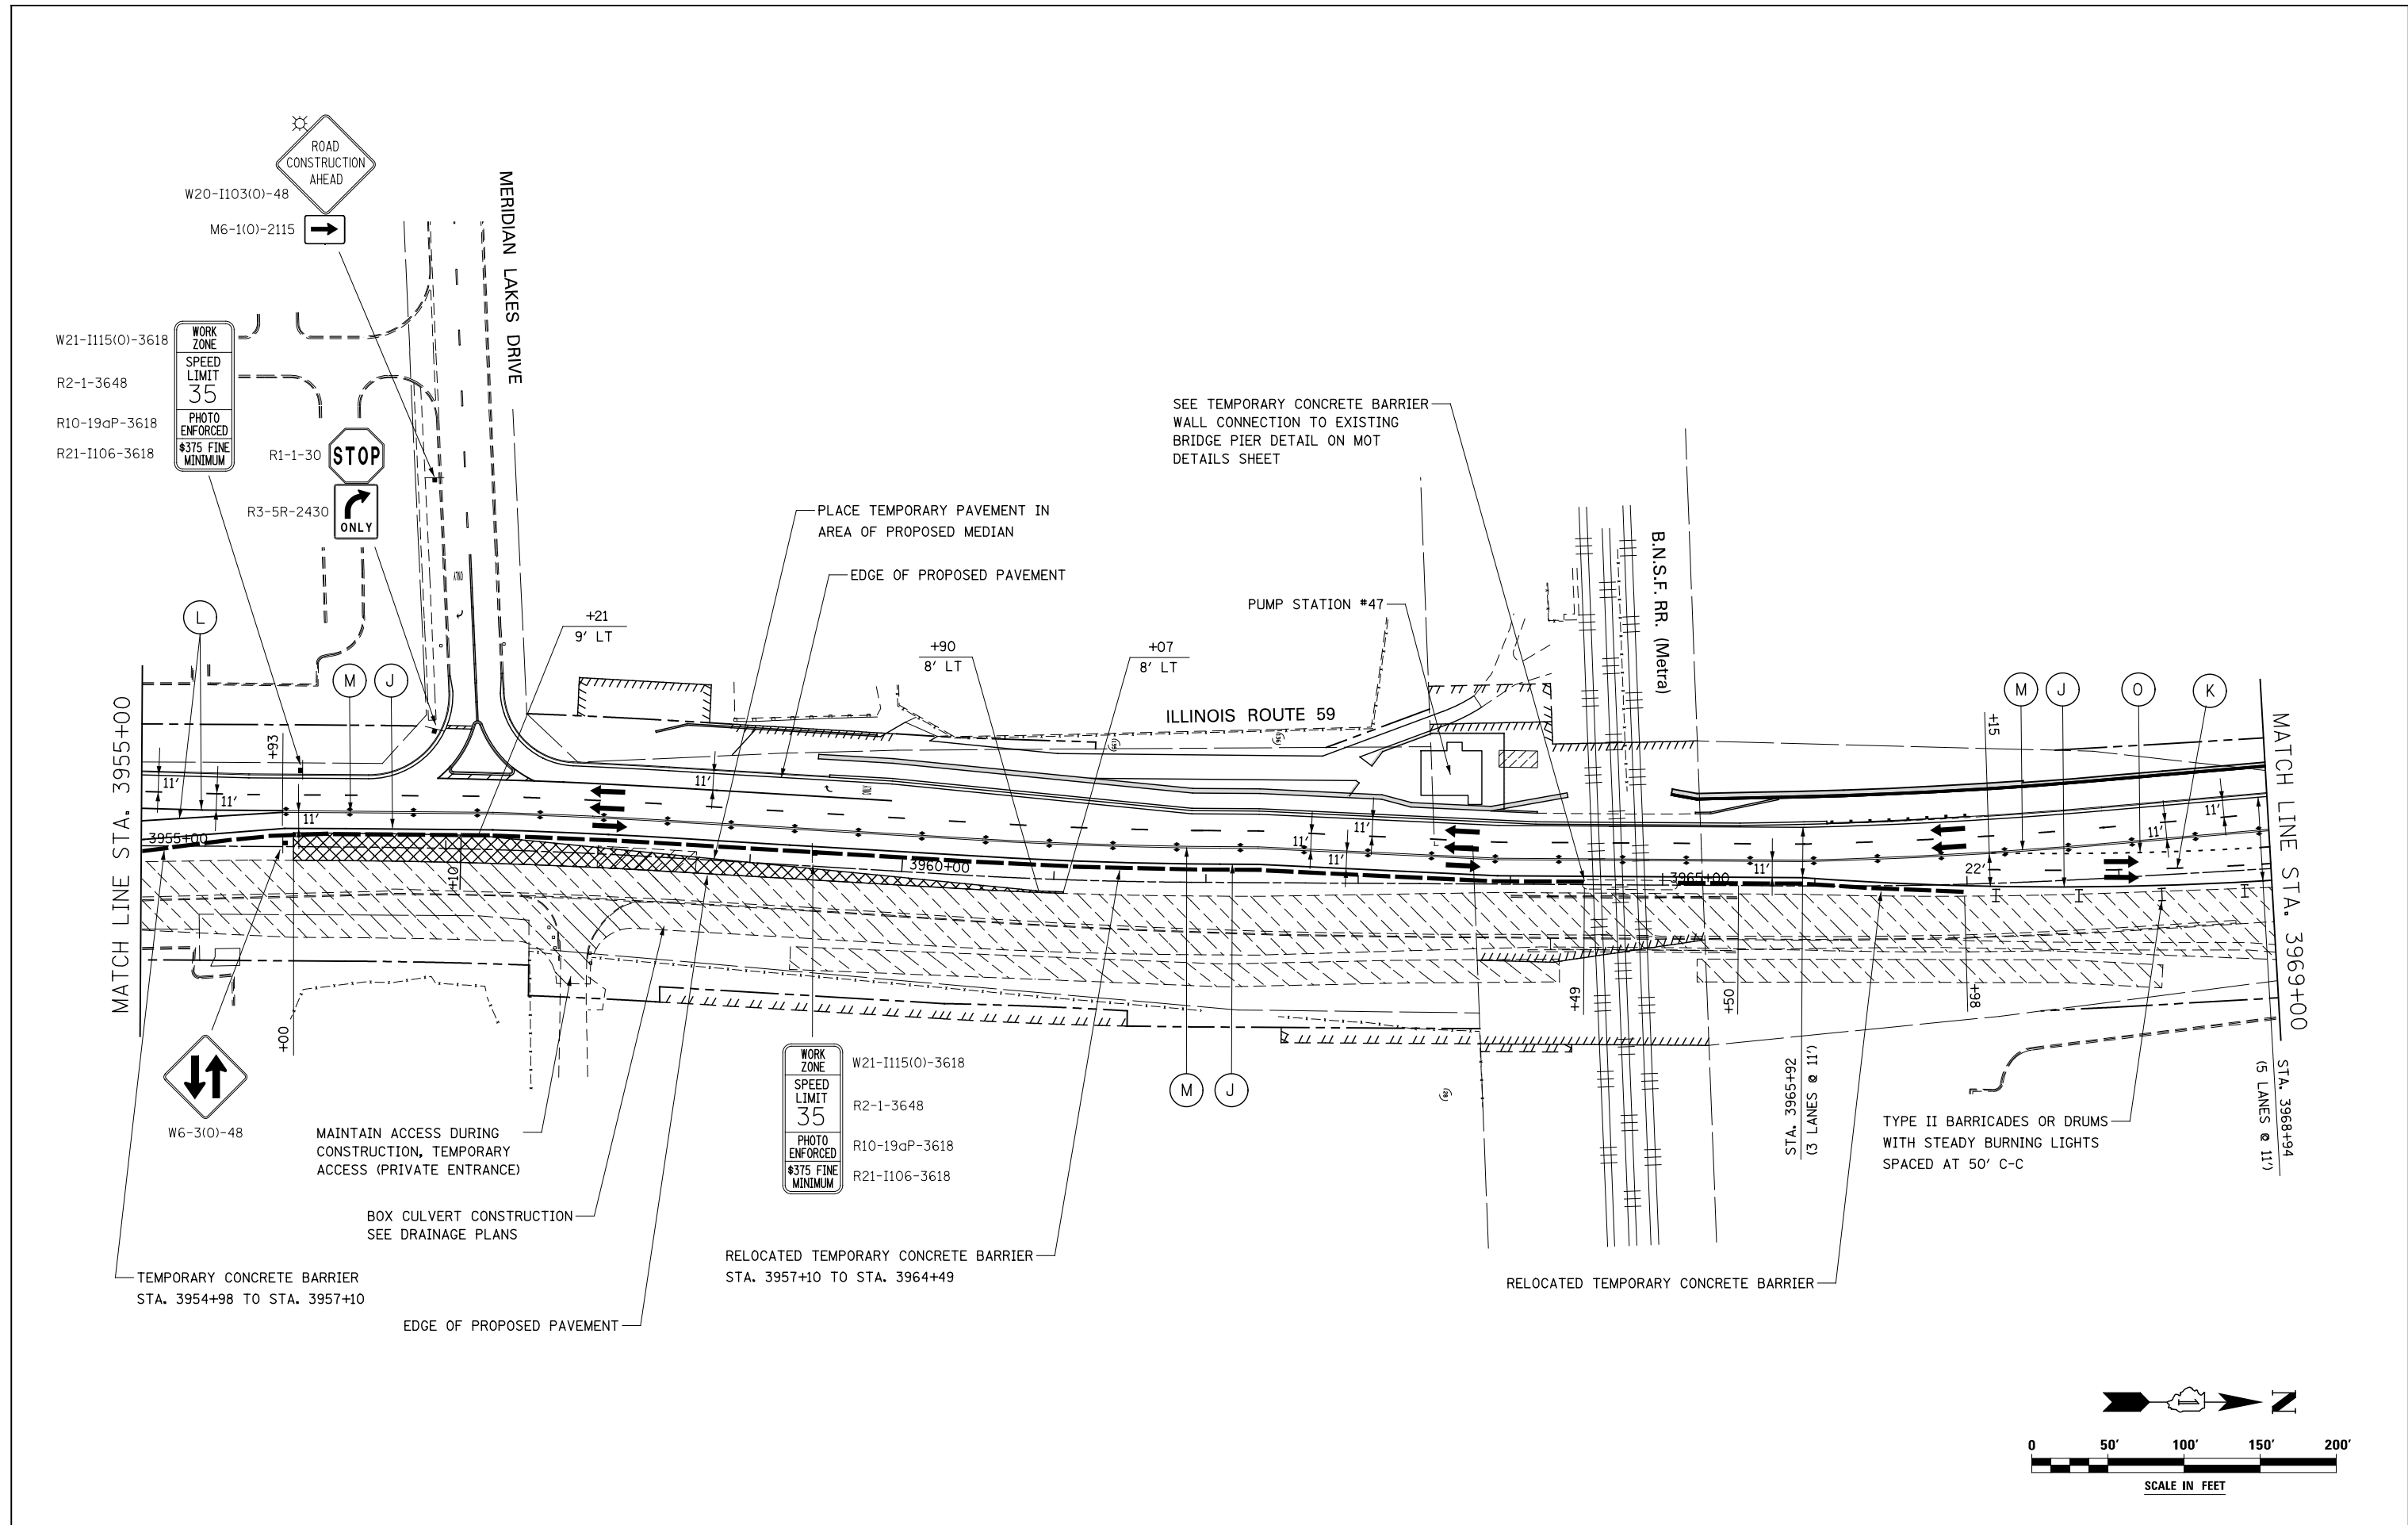 ROAD
CONSTRUCTION
AHEAD
W20-I103(O)-48
M6-1(O)-2115
MERIDIAN LAKES DRIVE
W21-I115(O)-3618
R2-1-3648
R10-19aP-3618
R21-I106-3618
WORK
ZONE
SPEED
LIMIT
35
PHOTO
ENFORCED
$375 FINE
MINIMUM
R1-1-30
STOP
R3-5R-2430
ONLY
SEE TEMPORARY CONCRETE BARRIER
WALL CONNECTION TO EXISTING
BRIDGE PIER DETAIL ON MOT
DETAILS SHEET
PLACE TEMPORARY PAVEMENT IN
AREA OF PROPOSED MEDIAN
EDGE OF PROPOSED PAVEMENT
PUMP STATION #47
B.N.S.F. RR. (Metra)
ONLY
L
M
J
+21
9' LT
+90
8' LT
+07
8' LT
ILLINOIS ROUTE 59
M
J
O
K
MATCH LINE STA. 3955+00
+93
+15
MATCH LINE STA. 3969+00
11'
11'
11'
11'
ONLY
11'
11'
11'
11'
11'
11'
22'
3955+00
3960+00
3965+00
+10
+00
+49
+50
+98
W6-3(O)-48
MAINTAIN ACCESS DURING
CONSTRUCTION, TEMPORARY
ACCESS (PRIVATE ENTRANCE)
WORK
ZONE
SPEED
LIMIT
35
PHOTO
ENFORCED
$375 FINE
MINIMUM
W21-I115(O)-3618
R2-1-3648
R10-19aP-3618
R21-I106-3618
M
J
STA. 3965+92
(3 LANES @ 11')
TYPE II BARRICADES OR DRUMS
WITH STEADY BURNING LIGHTS
SPACED AT 50' C-C
STA. 3968+94
(5 LANES @ 11')
BOX CULVERT CONSTRUCTION
SEE DRAINAGE PLANS
RELOCATED TEMPORARY CONCRETE BARRIER
STA. 3957+10 TO STA. 3964+49
TEMPORARY CONCRETE BARRIER
STA. 3954+98 TO STA. 3957+10
RELOCATED TEMPORARY CONCRETE BARRIER
EDGE OF PROPOSED PAVEMENT
N
0 50' 100' 150' 200'
SCALE IN FEET